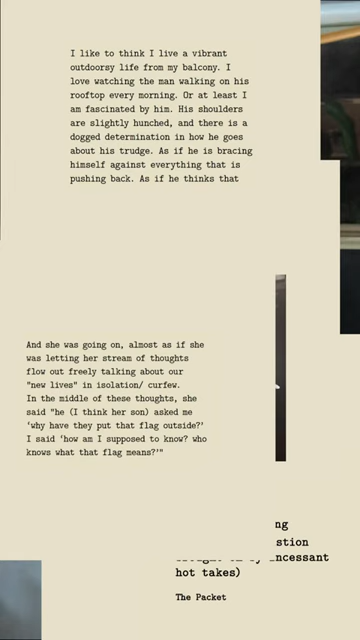 I like to think I live a vibrant
outdoorsy life from my balcony. I
love watching the man walking on his
rooftop every morning. Or at least I
am fascinated by him. His shoulders
are slightly hunched, and there is a
dogged determination in how he goes
about his trudge. As if he is bracing
himself against everything that is
pushing back. As if he thinks that
And she was going on, almost as if she
was letting her stream of thoughts
flow out freely talking about our
"new lives" in isolation/ curfew.
In the middle of these thoughts, she
said "he (I think her son) asked me
‘why have they put that flag outside?’
I said ‘how am I supposed to know? who
knows what that flag means?’"
ng
stion
by incessant
hot takes)
The Packet